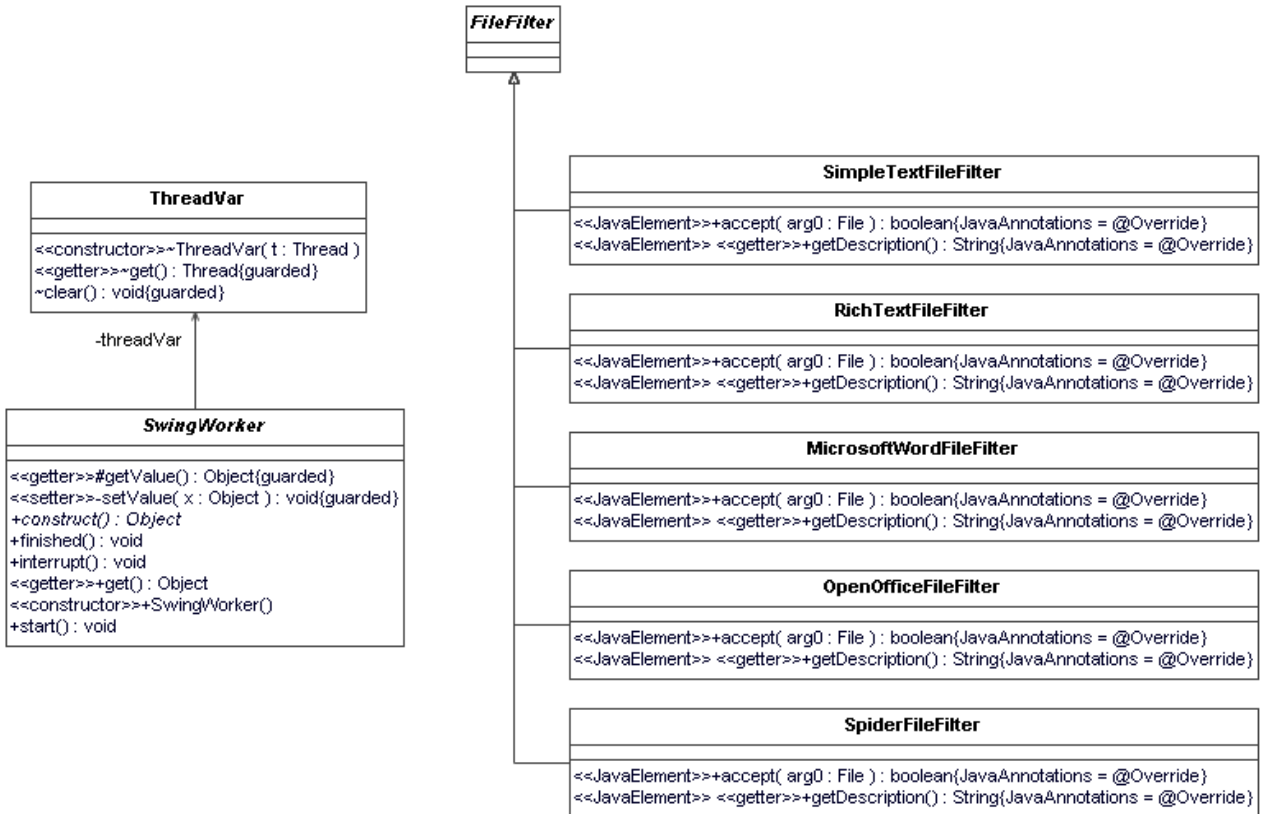 FileFilter
ThreadVar
<<constructor>>~ThreadVar( t : Thread )
<<getter>>~get() : Thread{guarded}
~clear() : void{guarded}
-threadVar
SwingWorker
<<getter>>#getValue() : Object{guarded}
<<setter>>-setValue( x : Object ) : void{guarded}
+construct() : Object
+finished() : void
+interrupt() : void
<<getter>>+get() : Object
<<constructor>>+SwingWorker()
+start() : void
SimpleTextFileFilter
<<JavaElement>>+accept( arg0 : File ) : boolean{JavaAnnotations = @Override}
<<JavaElement>> <<getter>>+getDescription() : String{JavaAnnotations = @Override}
RichTextFileFilter
<<JavaElement>>+accept( arg0 : File ) : boolean{JavaAnnotations = @Override}
<<JavaElement>> <<getter>>+getDescription() : String{JavaAnnotations = @Override}
MicrosoftWordFileFilter
<<JavaElement>>+accept( arg0 : File ) : boolean{JavaAnnotations = @Override}
<<JavaElement>> <<getter>>+getDescription() : String{JavaAnnotations = @Override}
OpenOfficeFileFilter
<<JavaElement>>+accept( arg0 : File ) : boolean{JavaAnnotations = @Override}
<<JavaElement>> <<getter>>+getDescription() : String{JavaAnnotations = @Override}
SpiderFileFilter
<<JavaElement>>+accept( arg0 : File ) : boolean{JavaAnnotations = @Override}
<<JavaElement>> <<getter>>+getDescription() : String{JavaAnnotations = @Override}